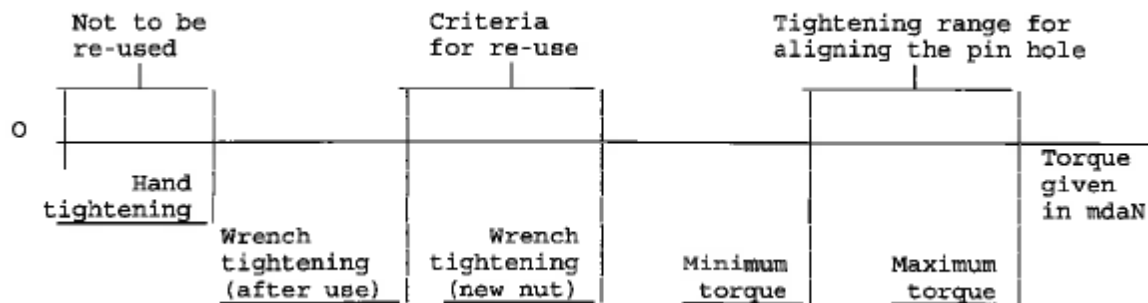 Not to be
re-used
Criteria
for re-use
Tightening range for
aligning the pin hole
O
Torque
given
in mdaN
Hand
tightening
Wrench
tightening
(after use)
Wrench
tightening
(new nut)
Minimum
torque
Maximum
torque